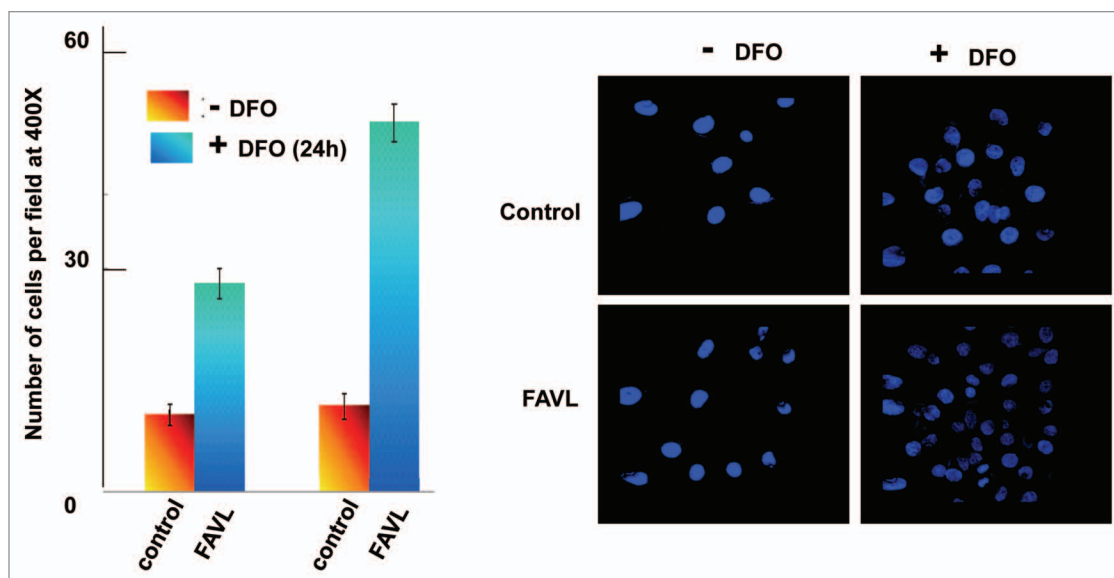 60
30
0
Number of cells per field at 400X
- DFO
+ DFO (24h)
control
FAVL
control
FAVL
- DFO
+ DFO
Control
FAVL